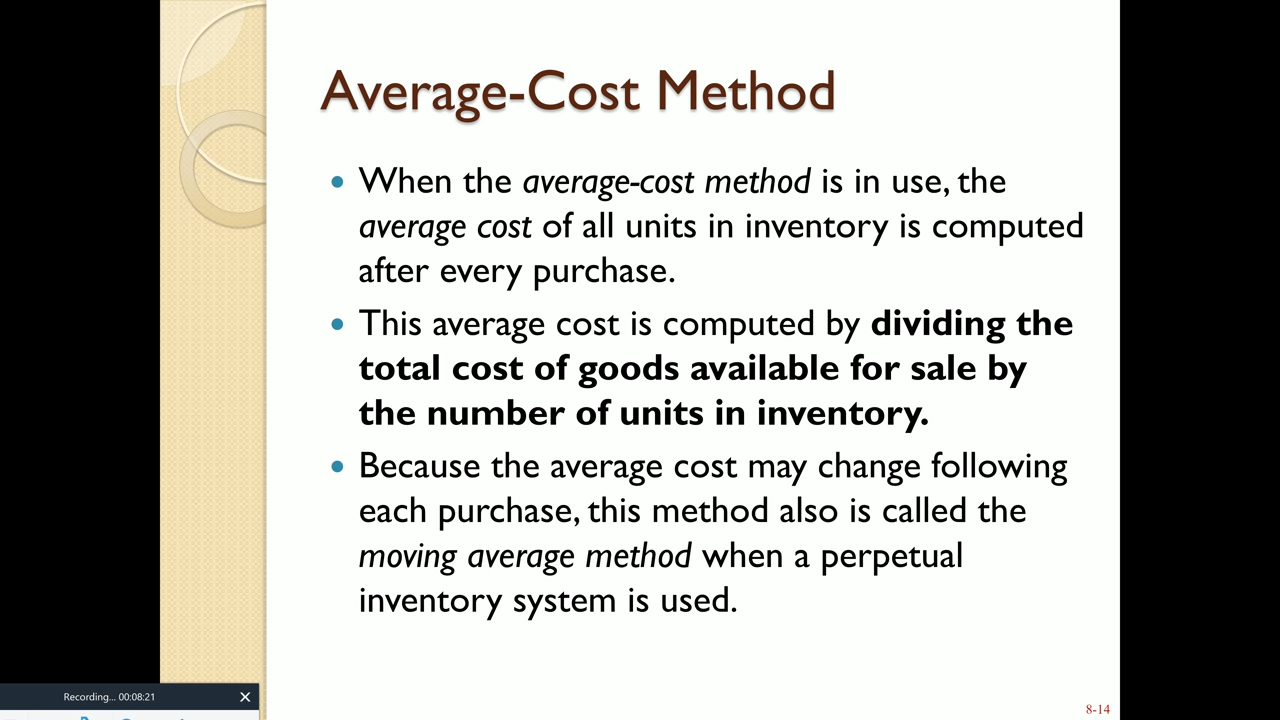 Average-Cost Method
• When the average-cost method is in use, the
average cost of all units in inventory is computed
after every purchase.
• This average cost is computed by dividing the
total cost of goods available for sale by
the number of units in inventory.
• Because the average cost may change following
each purchase, this method also is called the
moving average method when a perpetual
inventory system is used.
Recording... 00:08:21
8-14